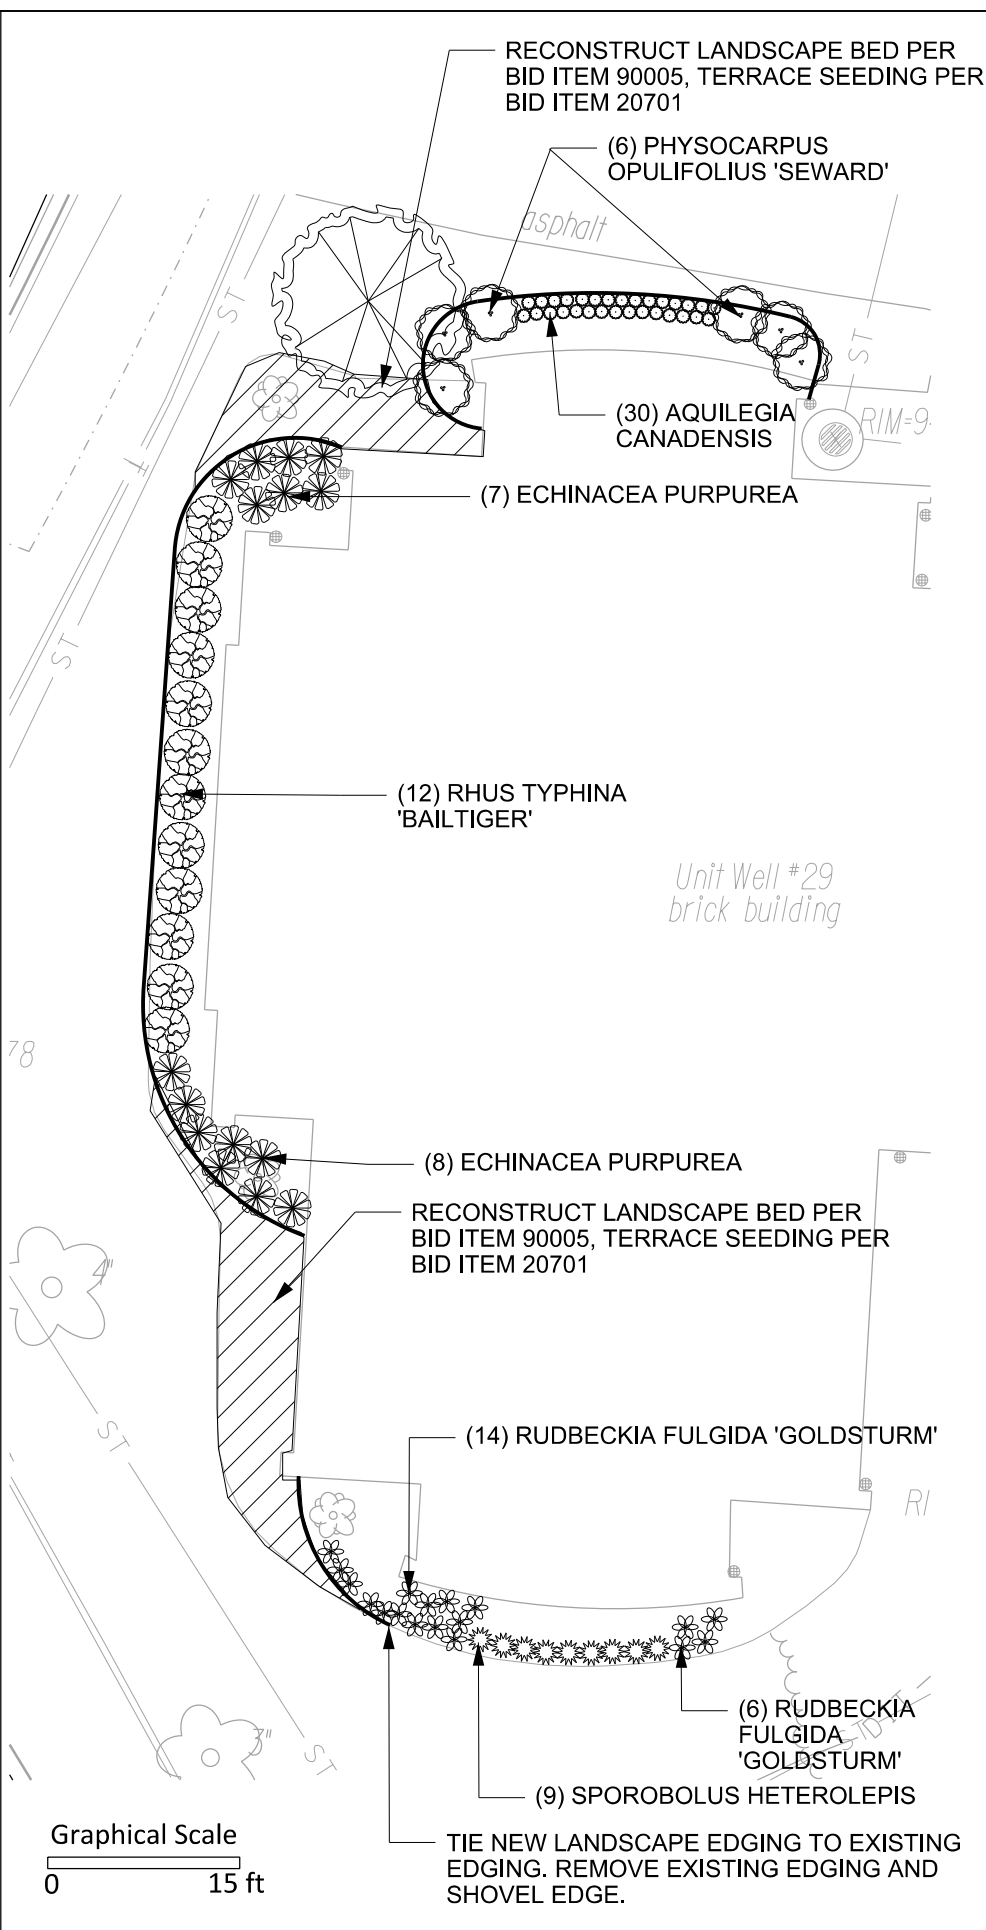 RECONSTRUCT LANDSCAPE BED PER
BID ITEM 90005, TERRACE SEEDING PER
BID ITEM 20701
(6) PHYSOCARPUS
OPULIFOLIUS 'SEWARD'
asphalt
ST
ST
(30) AQUILEGIA
CANADENSIS
RIM=9
T
(7) ECHINACEA PURPUREA
ST
(12) RHUS TYPHINA
'BAILTIGER'
Unit Well #29
brick building
78
(8) ECHINACEA PURPUREA
RECONSTRUCT LANDSCAPE BED PER
BID ITEM 90005, TERRACE SEEDING PER
BID ITEM 20701
4"
ST
(14) RUDBECKIA FULGIDA 'GOLDSTURM'
RI
(6) RUDBECKIA
FULGIDA
'GOLDSTURM'
3"
ST
(9) SPOROBOLUS HETEROLEPIS
Graphical Scale
0 15 ft
TIE NEW LANDSCAPE EDGING TO EXISTING
EDGING. REMOVE EXISTING EDGING AND
SHOVEL EDGE.